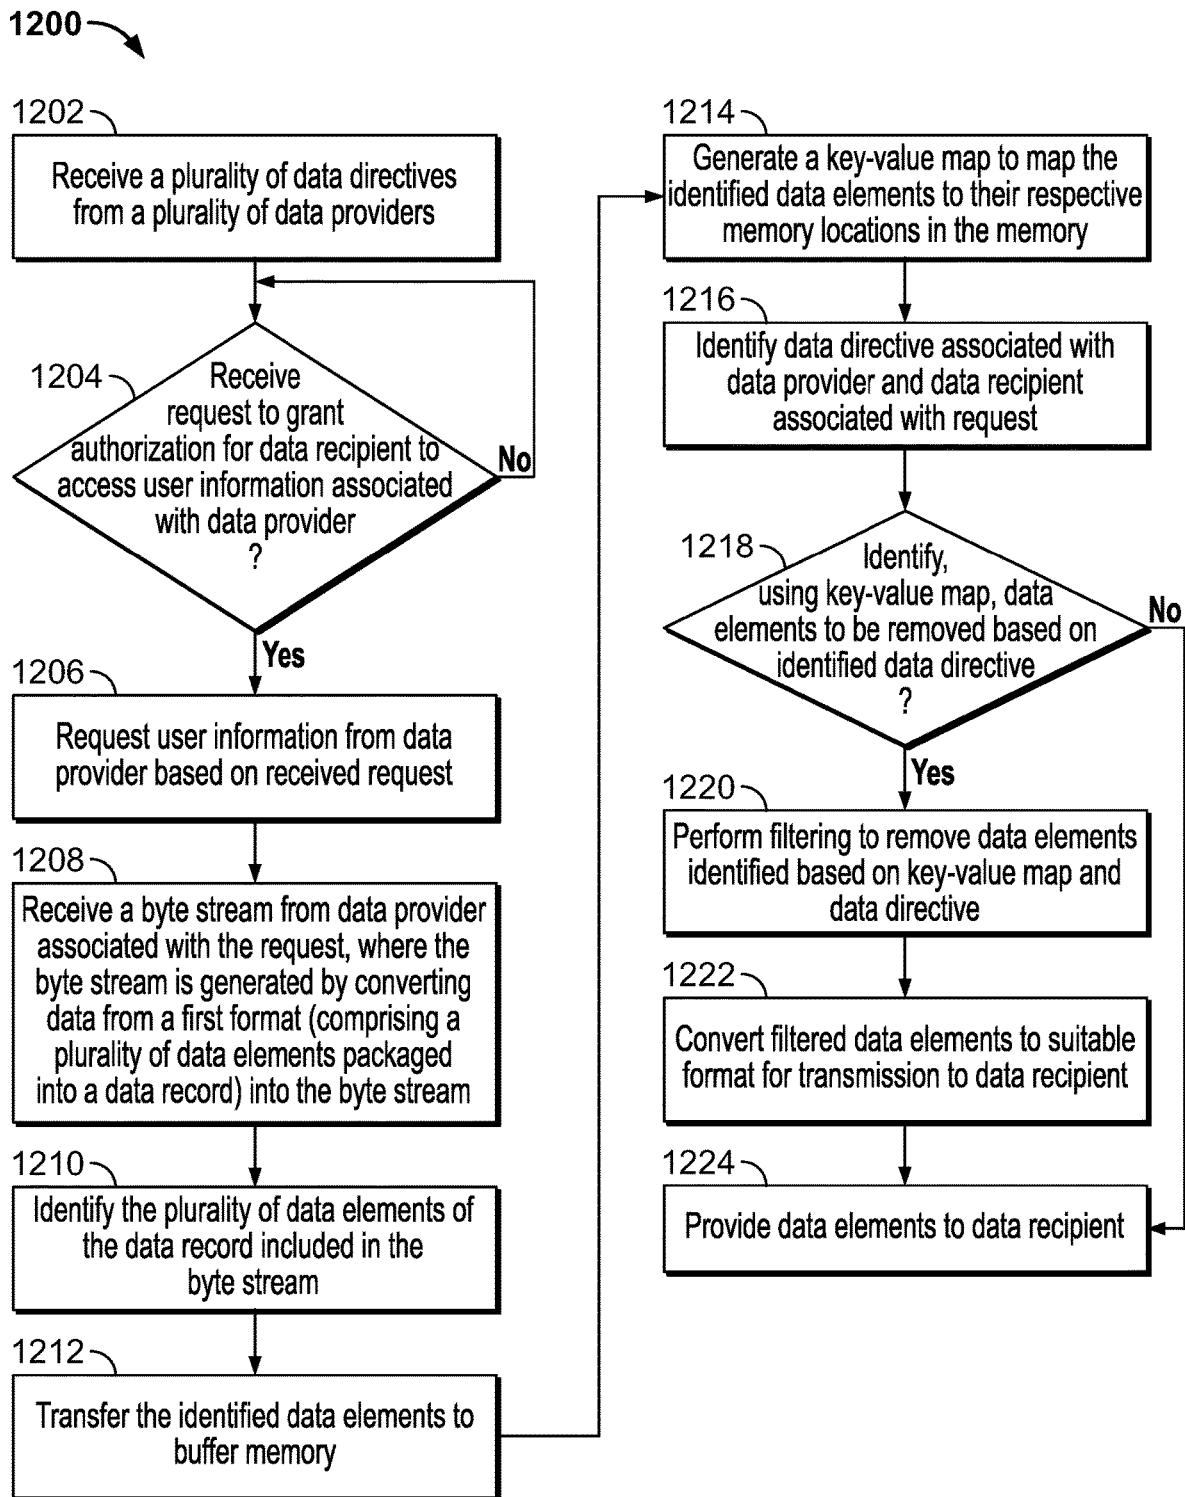 1200
1202
Receive a plurality of data directives
from a plurality of data providers
1204
Receive
request to grant
authorization for data recipient to
access user information associated
with data provider
?
No
Yes
1206
Request user information from data
provider based on received request
1208
Receive a byte stream from data provider
associated with the request, where the
byte stream is generated by converting
data from a first format (comprising a
plurality of data elements packaged
into a data record) into the byte stream
1210
Identify the plurality of data elements of
the data record included in the
byte stream
1212
Transfer the identified data elements to
buffer memory
1214
Generate a key-value map to map the
identified data elements to their respective
memory locations in the memory
1216
Identify data directive associated with
data provider and data recipient
associated with request
1218
Identify,
using key-value map, data
elements to be removed based on
identified data directive
?
No
Yes
1220
Perform filtering to remove data elements
identified based on key-value map and
data directive
1222
Convert filtered data elements to suitable
format for transmission to data recipient
1224
Provide data elements to data recipient